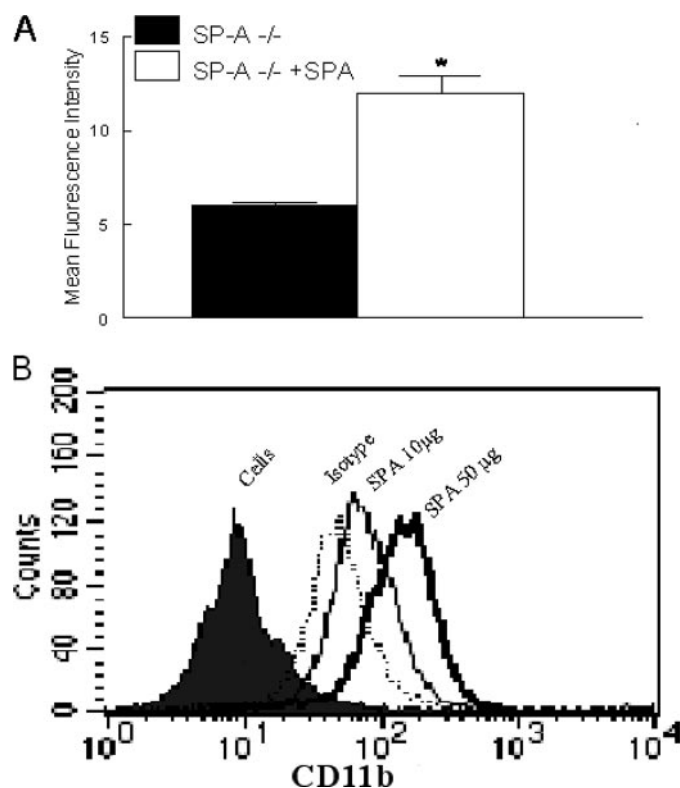 A
SP-A -/-
SP-A -/- +SPA
*
Mean Fluorescence Intensity
15
10
5
0
B
Counts
200
160
120
80
40
0
Cells
Isotype
SPA 10µg
SPA 50 µg
10⁰
10¹
10²
10³
10⁴
CD11b